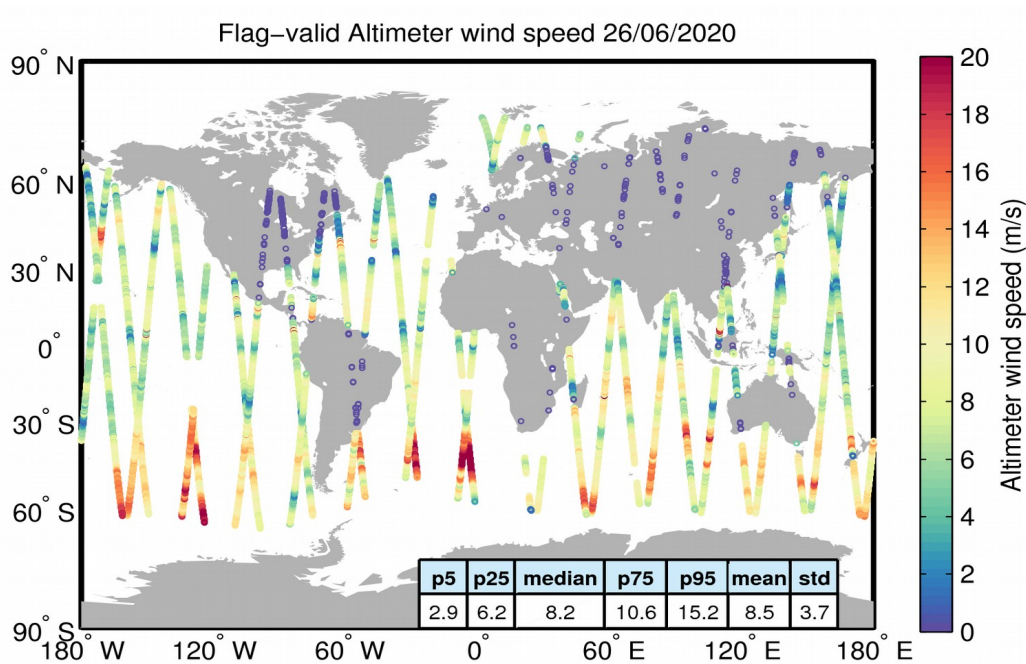 Flag−valid Altimeter wind speed 26/06/2020
90° N
60° N
30° N
0°
30° S
60° S
90° S
180° W
120° W
60° W
0°
60° E
120° E
180° E
p5 p25 median p75 p95 mean std
2.9 6.2 8.2 10.6 15.2 8.5 3.7
20
18
16
14
12
10
8
6
4
2
0
Altimeter wind speed (m/s)